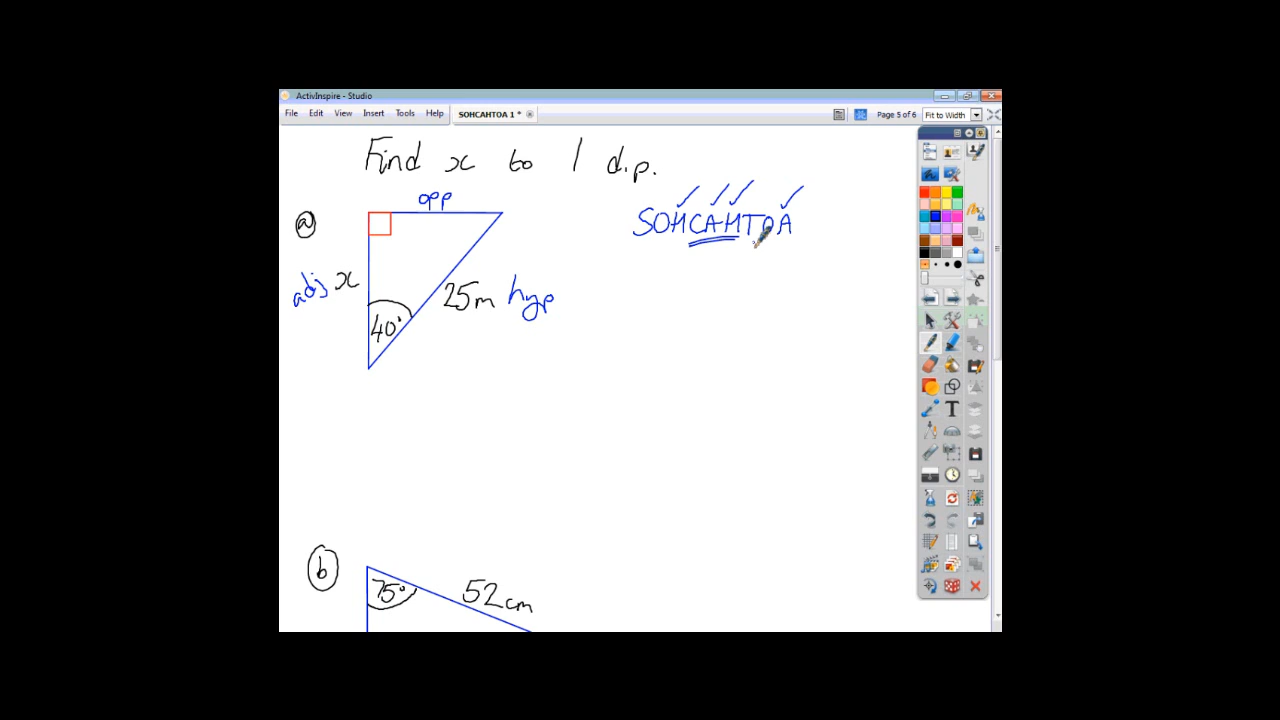 ActivInspire - Studio
File Edit View Insert Tools Help SOHCAHTOA 1 * Page 5 of 6 Fit to Width
Find x to 1 d.p.
a
opp
SOHCAHTOA
adj x
25m hyp
40°
b
75°
52cm